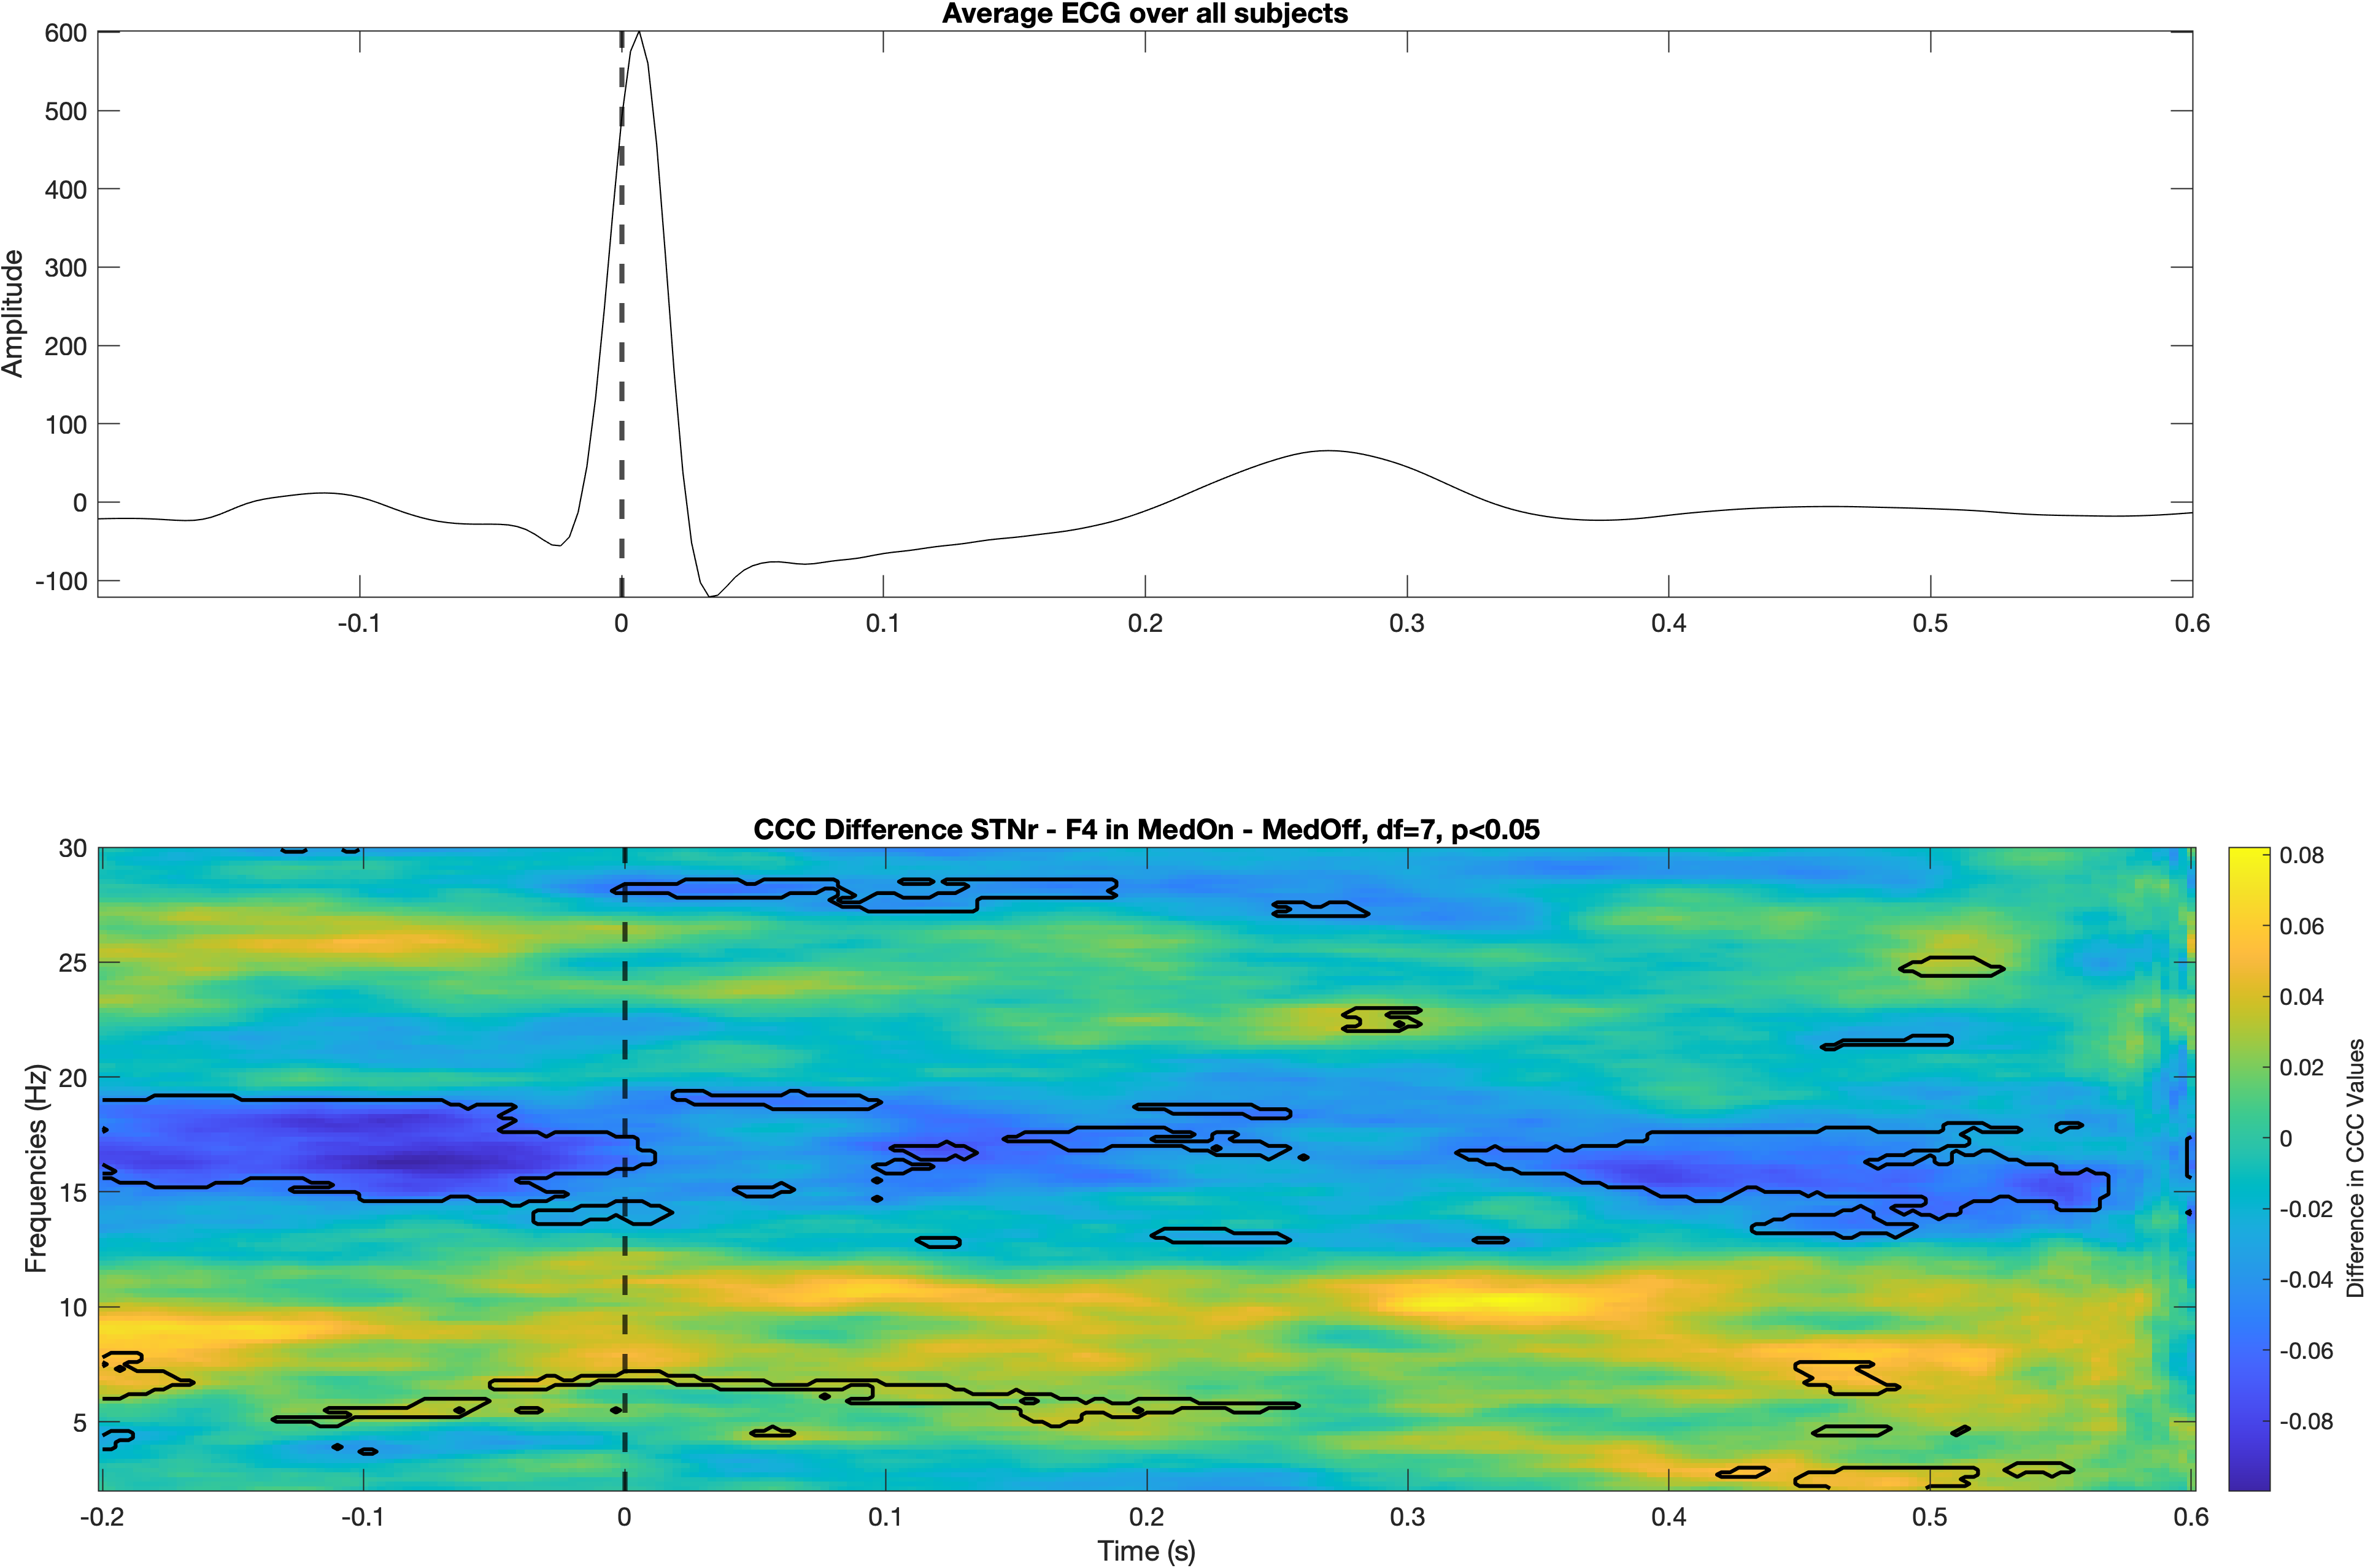 Average ECG over all subjects
600
500
400
300
200
100
0
-100
Amplitude
-0.1 0 0.1 0.2 0.3 0.4 0.5 0.6
CCC Difference STNr - F4 in MedOn - MedOff, df=7, p<0.05
30
25
20
15
10
5
Frequencies (Hz)
-0.2 -0.1 0 0.1 0.2 0.3 0.4 0.5 0.6
Time (s)
0.08
0.06
0.04
0.02
0
-0.02
-0.04
-0.06
-0.08
Difference in CCC Values